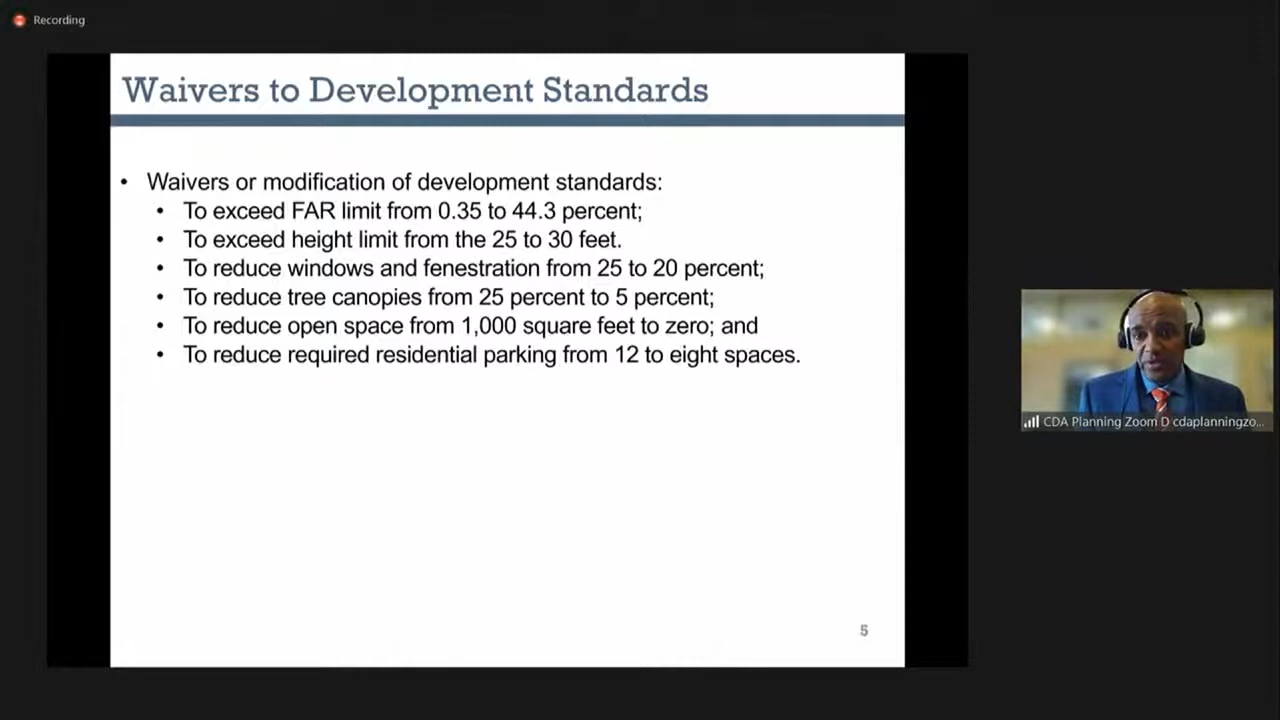 Recording
Waivers to Development Standards
• Waivers or modification of development standards:
• To exceed FAR limit from 0.35 to 44.3 percent;
• To exceed height limit from the 25 to 30 feet.
• To reduce windows and fenestration from 25 to 20 percent;
• To reduce tree canopies from 25 percent to 5 percent;
• To reduce open space from 1,000 square feet to zero; and
• To reduce required residential parking from 12 to eight spaces.
CDA Planning Zoom D cdaplanningzo...
5